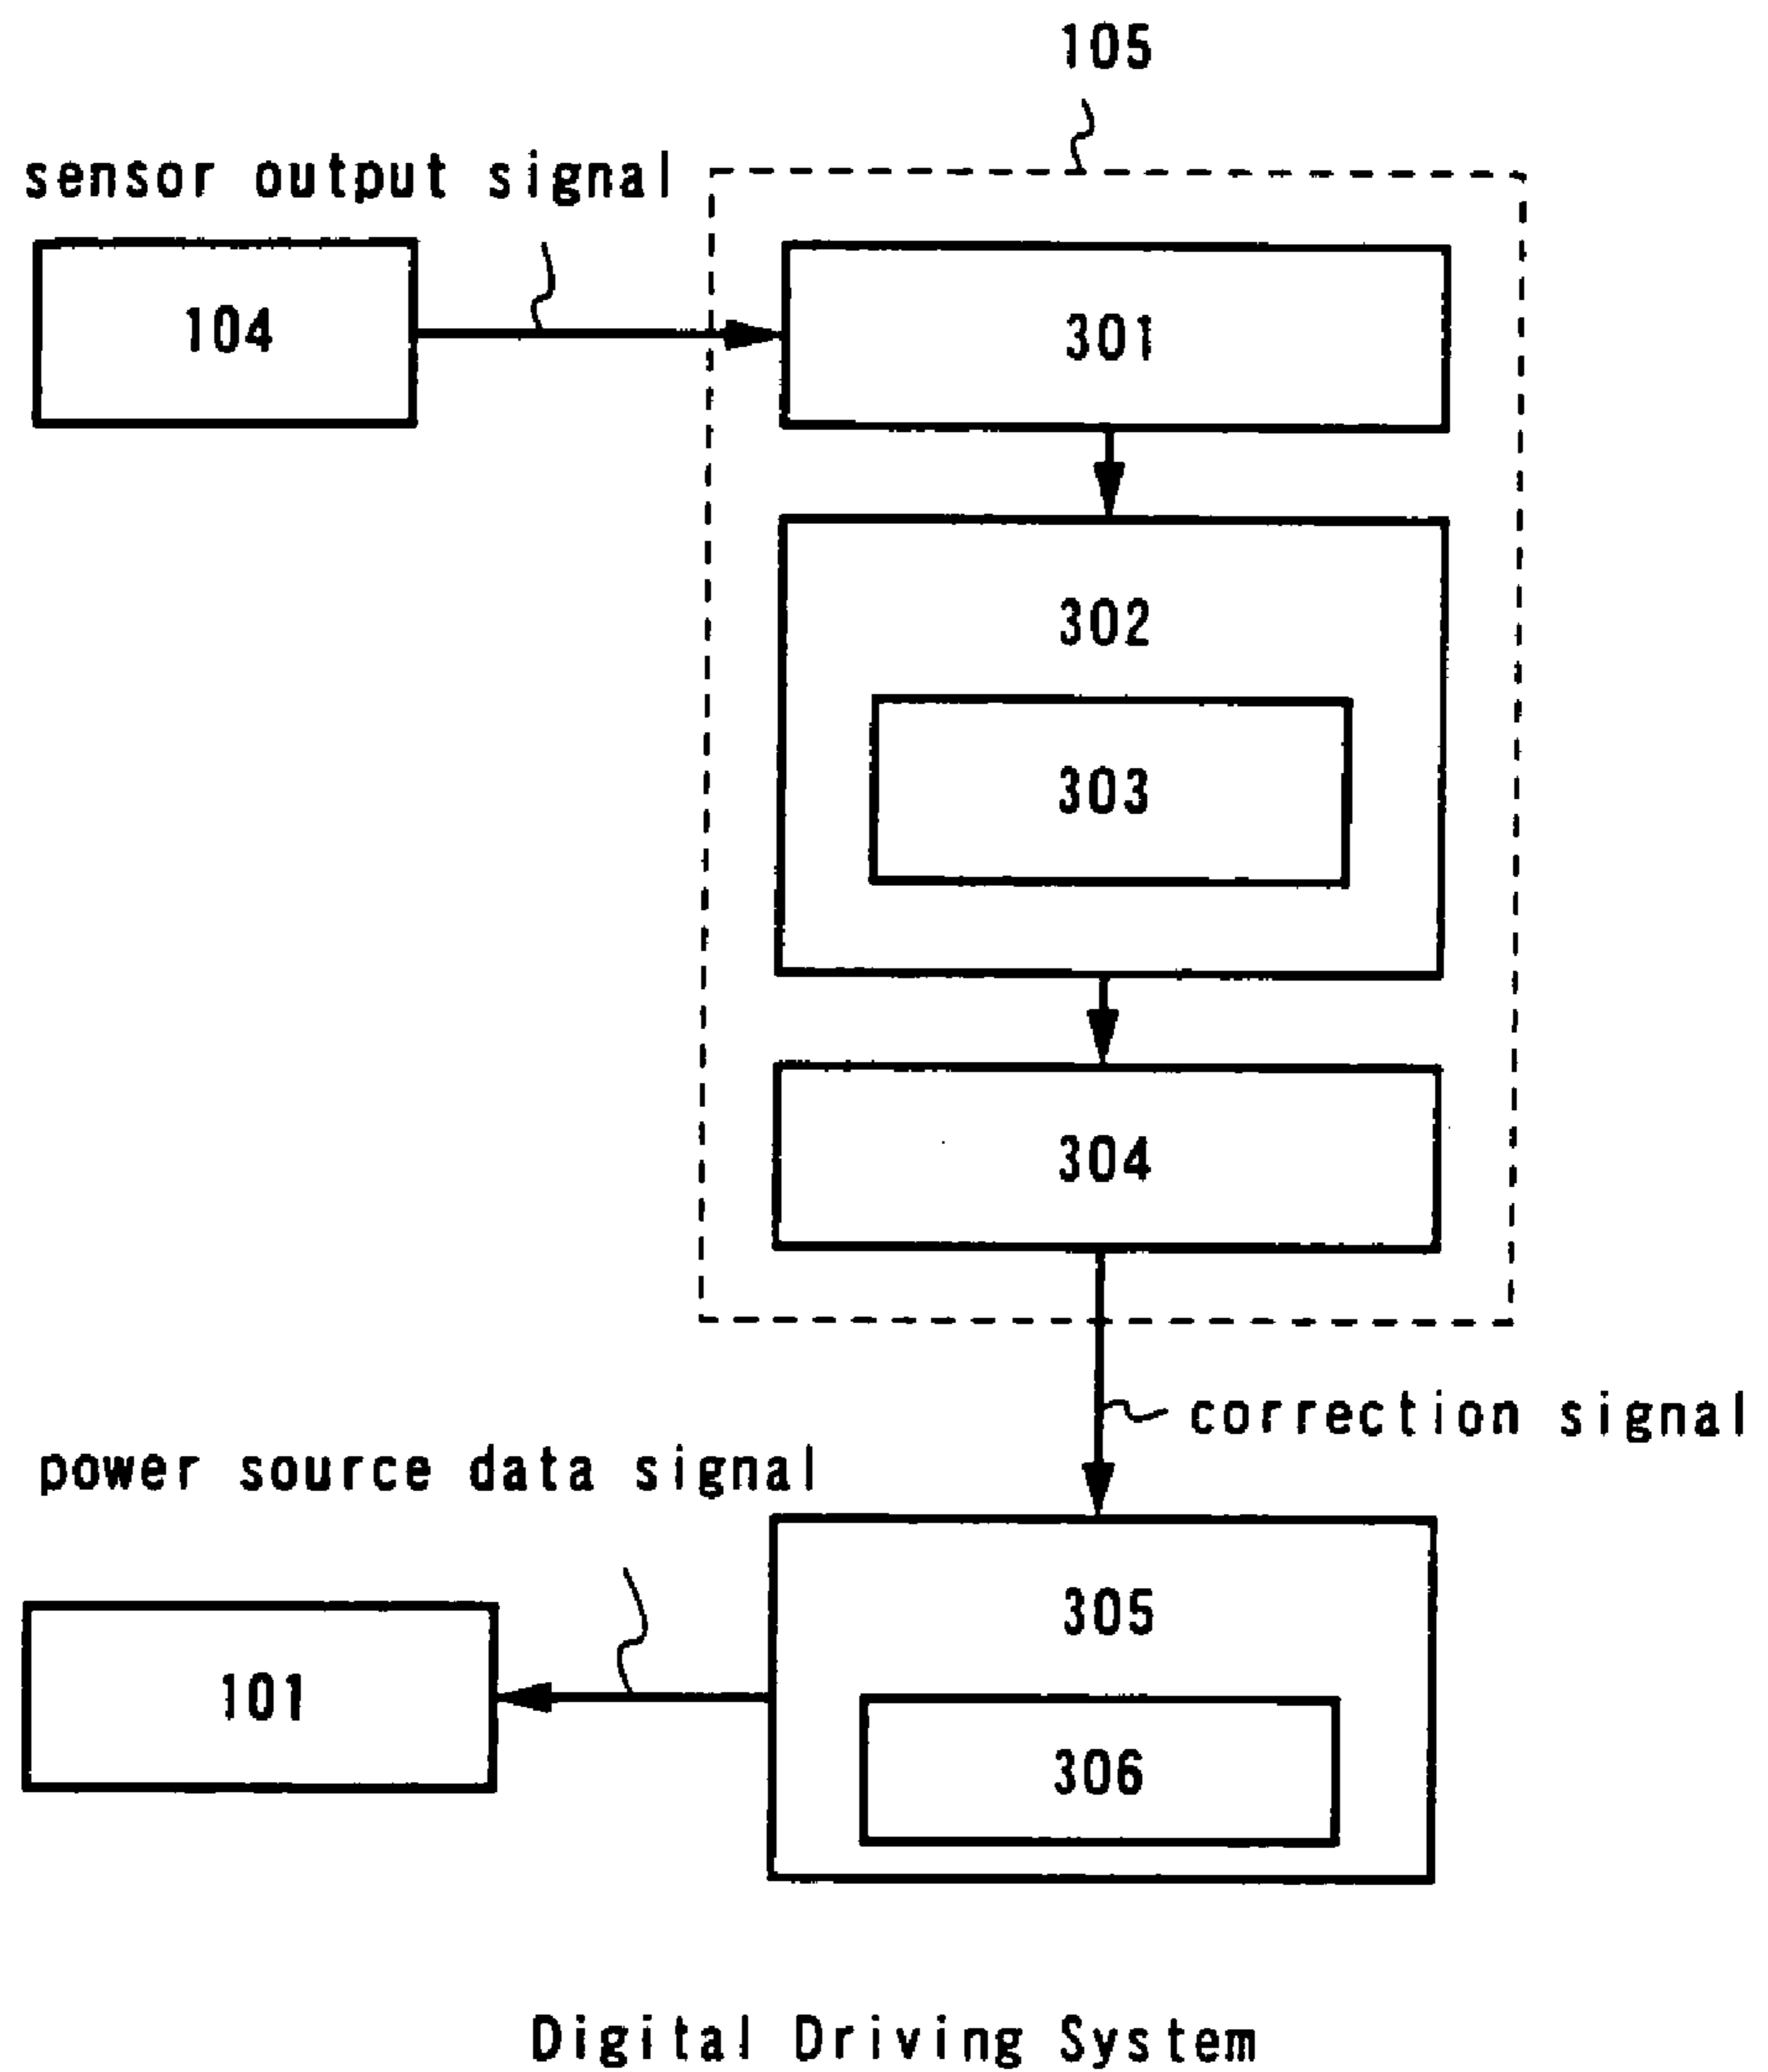 105
sensor output signal
104
301
302
303
304
correction signal
power source data signal
305
101
306
Digital Driving System